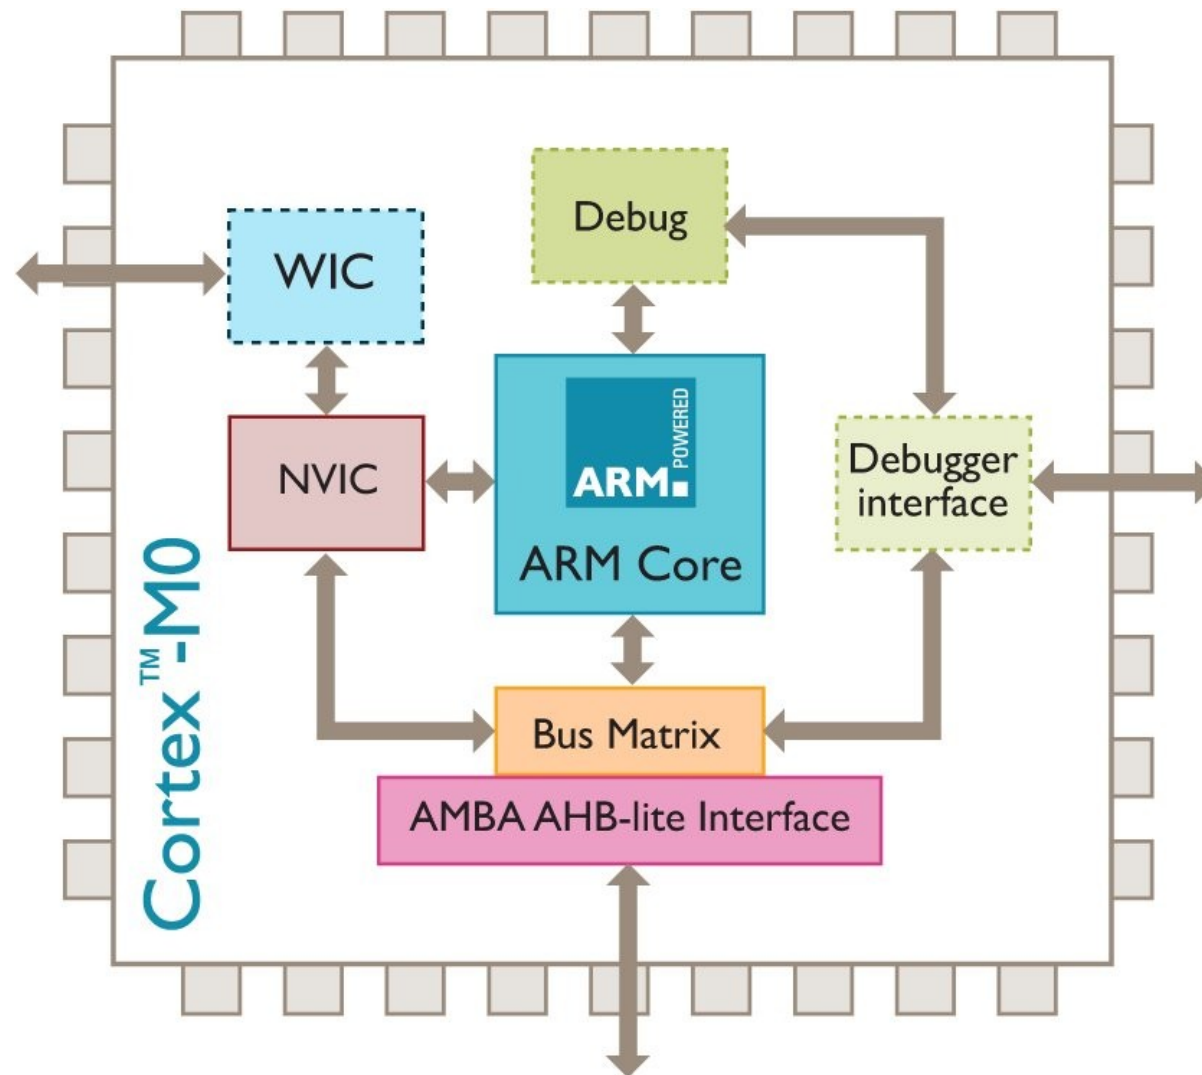 Debug
WIC
POWERED
ARM
NVIC
Debugger
interface
ARM Core
Cortex™-M0
Bus Matrix
AMBA AHB-lite Interface